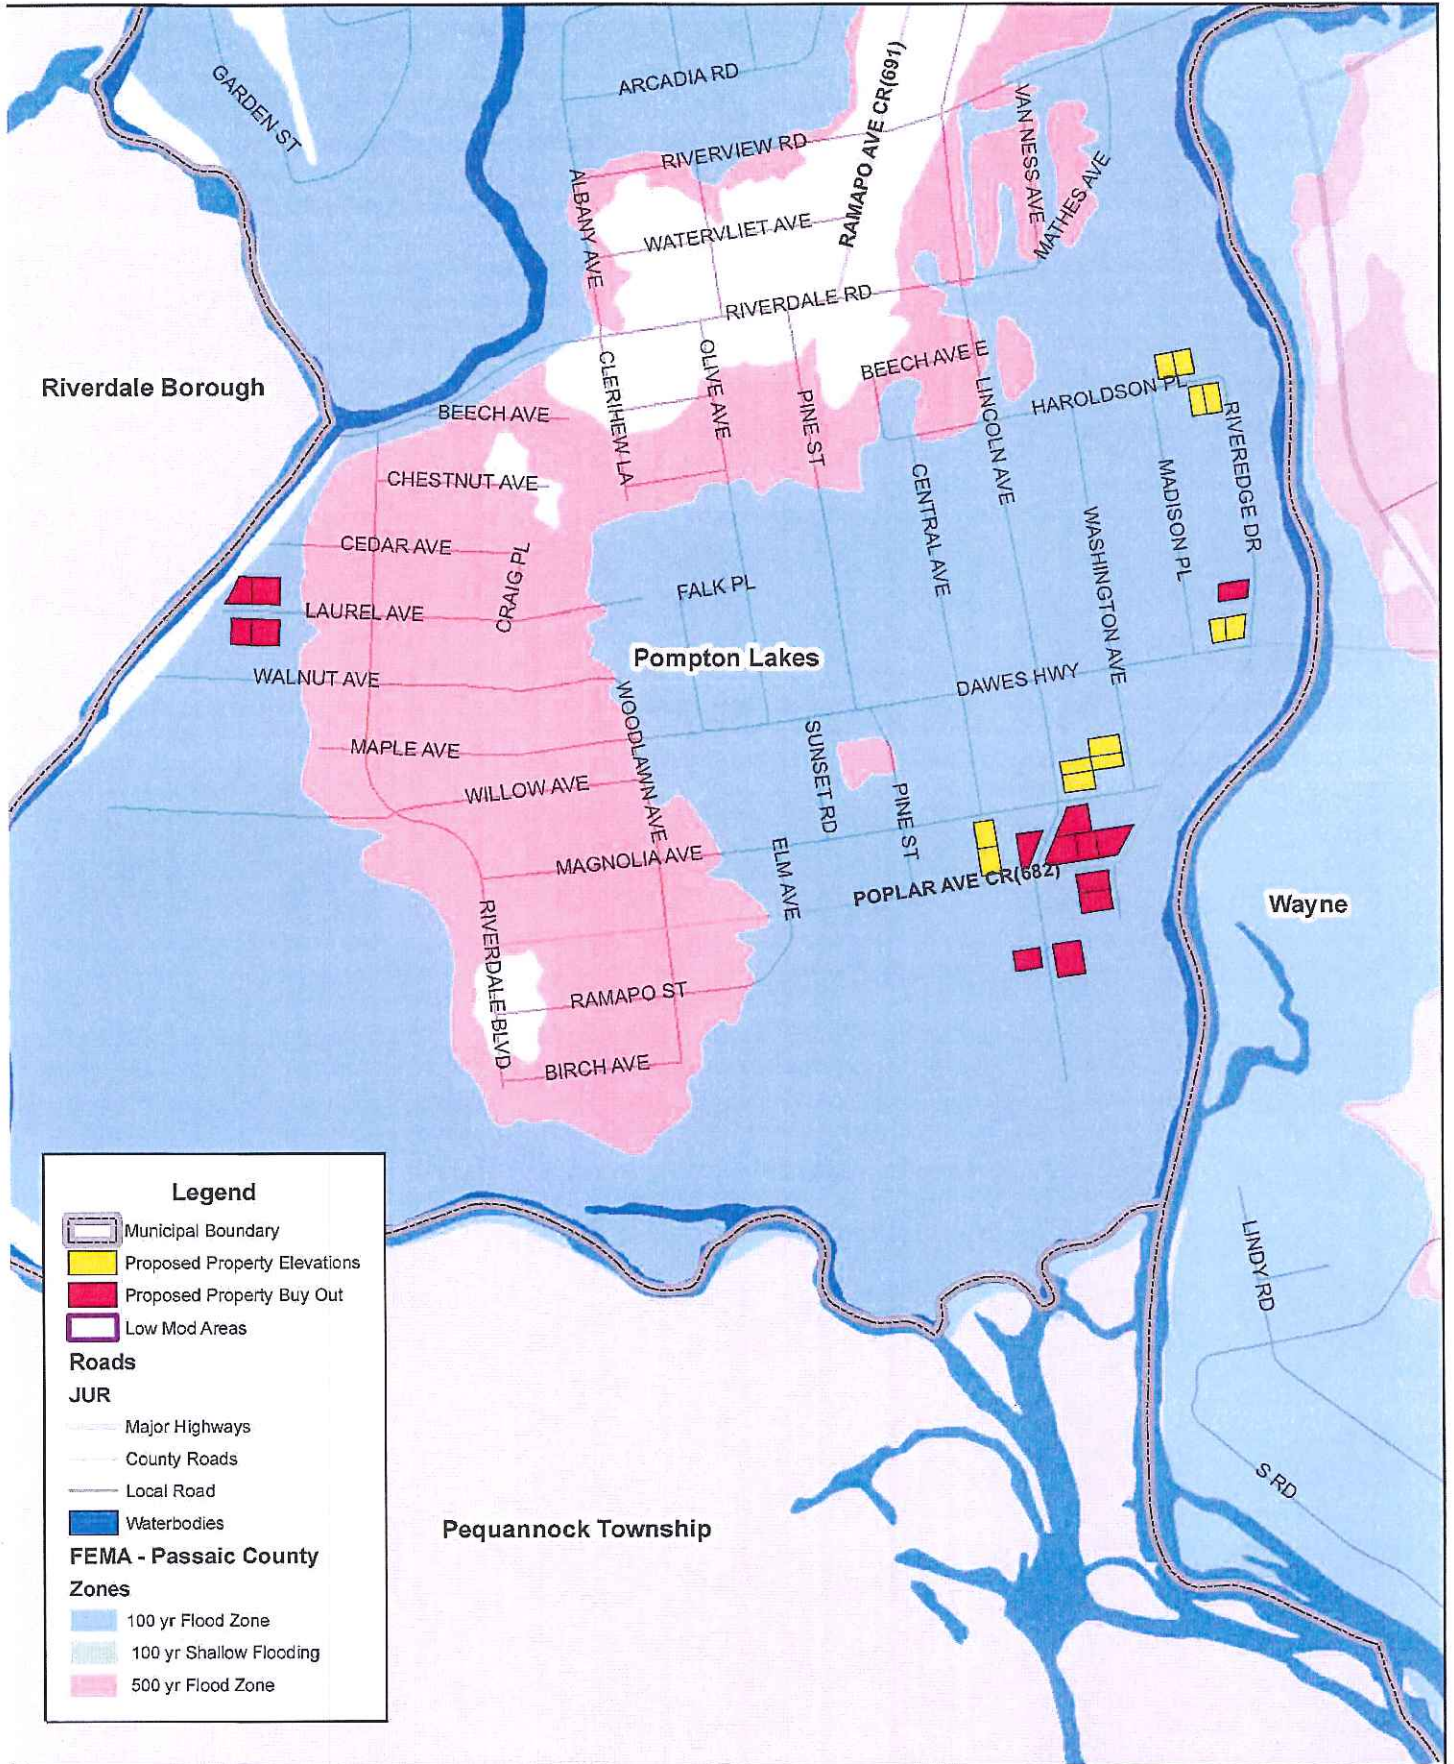 GARDEN ST
ARCADIA RD
RAMAPO AVE CR(691)
RIVERVIEW RD
VAN NESS AVE
MATHES AVE
ALBANY AVE
WATERVLIET AVE
RIVERDALE RD
Riverdale Borough
BEECH AVE
CLERIHEW LA
OLIVE AVE
PINE ST
BEECH AVE E
LINCOLN AVE
HAROLDSON PL
RIVEREDGE DR
CHESTNUT AVE
CENTRAL AVE
MADISON PL
WASHINGTON AVE
CEDAR AVE
CRAIG PL
FALK PL
LAUREL AVE
Pompton Lakes
WALNUT AVE
DAWES HWY
WOODLAWN AVE
MAPLE AVE
SUNSET RD
WILLOW AVE
PINE ST
MAGNOLIA AVE
ELM AVE
POPLAR AVE CR(682)
Wayne
RIVERDALE BLVD
RAMAPO ST
BIRCH AVE
LINDY RD
S RD
Pequannock Township
Legend
Municipal Boundary
Proposed Property Elevations
Proposed Property Buy Out
Low Mod Areas
Roads
JUR
Major Highways
County Roads
Local Road
Waterbodies
FEMA - Passaic County
Zones
100 yr Flood Zone
100 yr Shallow Flooding
500 yr Flood Zone